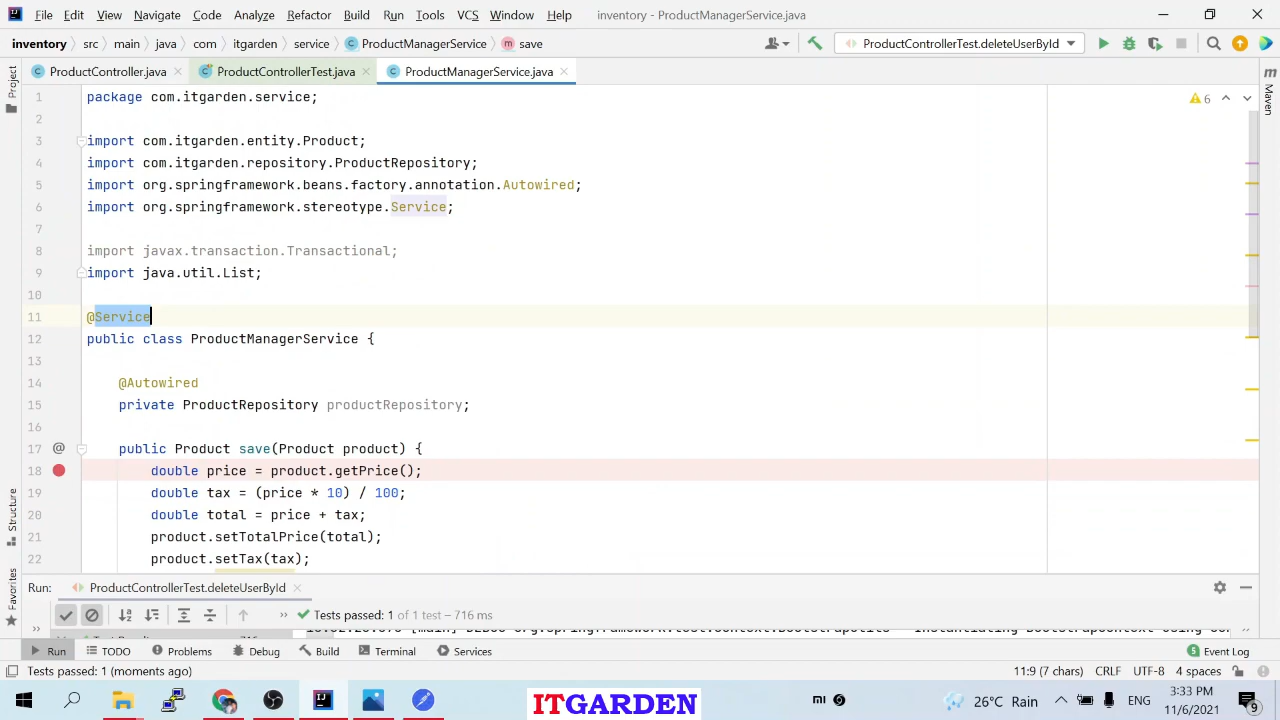 File Edit View Navigate Code Analyze Refactor Build Run Tools VCS Window Help inventory - ProductManagerService.java
inventory src main java com itgarden service ProductManagerService save ProductControllerTest.deleteUserById
ProductController.java ProductControllerTest.java ProductManagerService.java
Project
Maven
6
1 package com.itgarden.service;
2
3 import com.itgarden.entity.Product;
4 import com.itgarden.repository.ProductRepository;
5 import org.springframework.beans.factory.annotation.Autowired;
6 import org.springframework.stereotype.Service;
7
8 import javax.transaction.Transactional;
9 import java.util.List;
10
11 @Service
12 public class ProductManagerService {
13
14 @Autowired
15 private ProductRepository productRepository;
16
17 @ public Product save(Product product) {
18 double price = product.getPrice();
19 double tax = (price * 10) / 100;
20 double total = price + tax;
21 product.setTotalPrice(total);
22 product.setTax(tax);
Structure
Favorites
Run: ProductControllerTest.deleteUserById
Tests passed: 1 of 1 test – 716 ms
Run TODO Problems Debug Build Terminal Services Event Log
Tests passed: 1 (moments ago) 11:9 (7 chars) CRLF UTF-8 4 spaces
ITGARDEN
26°C Rain ENG 3:33 PM
11/6/2021 9